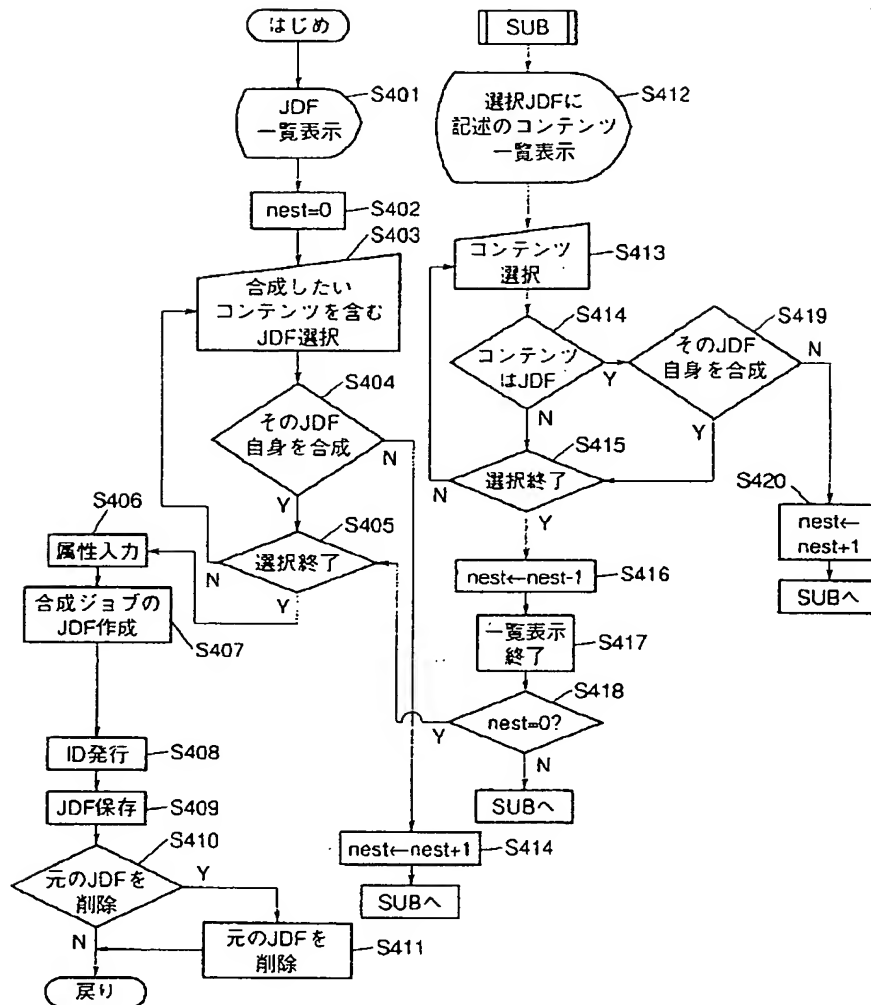 はじめ
JDF
一覧表示
S401
nest=0
S402
S403
合成したい
コンテンツを含む
JDF選択
S404
そのJDF
自身を合成
N
Y
S405
選択終了
N
Y
S406
属性入力
合成ジョブの
JDF作成
S407
ID発行
S408
JDF保存
S409
S410
元のJDFを
削除
Y
N
元のJDFを
削除
S411
戻り
nest←nest+1
S414
SUBへ
SUB
選択JDFに
記述のコンテンツ
一覧表示
S412
コンテンツ
選択
S413
S414
コンテンツ
はJDF
Y
N
S415
選択終了
N
Y
nest←nest-1
S416
一覧表示
終了
S417
S418
nest=0?
Y
N
SUBへ
S419
そのJDF
自身を合成
N
Y
S420
nest←
nest+1
SUBへ